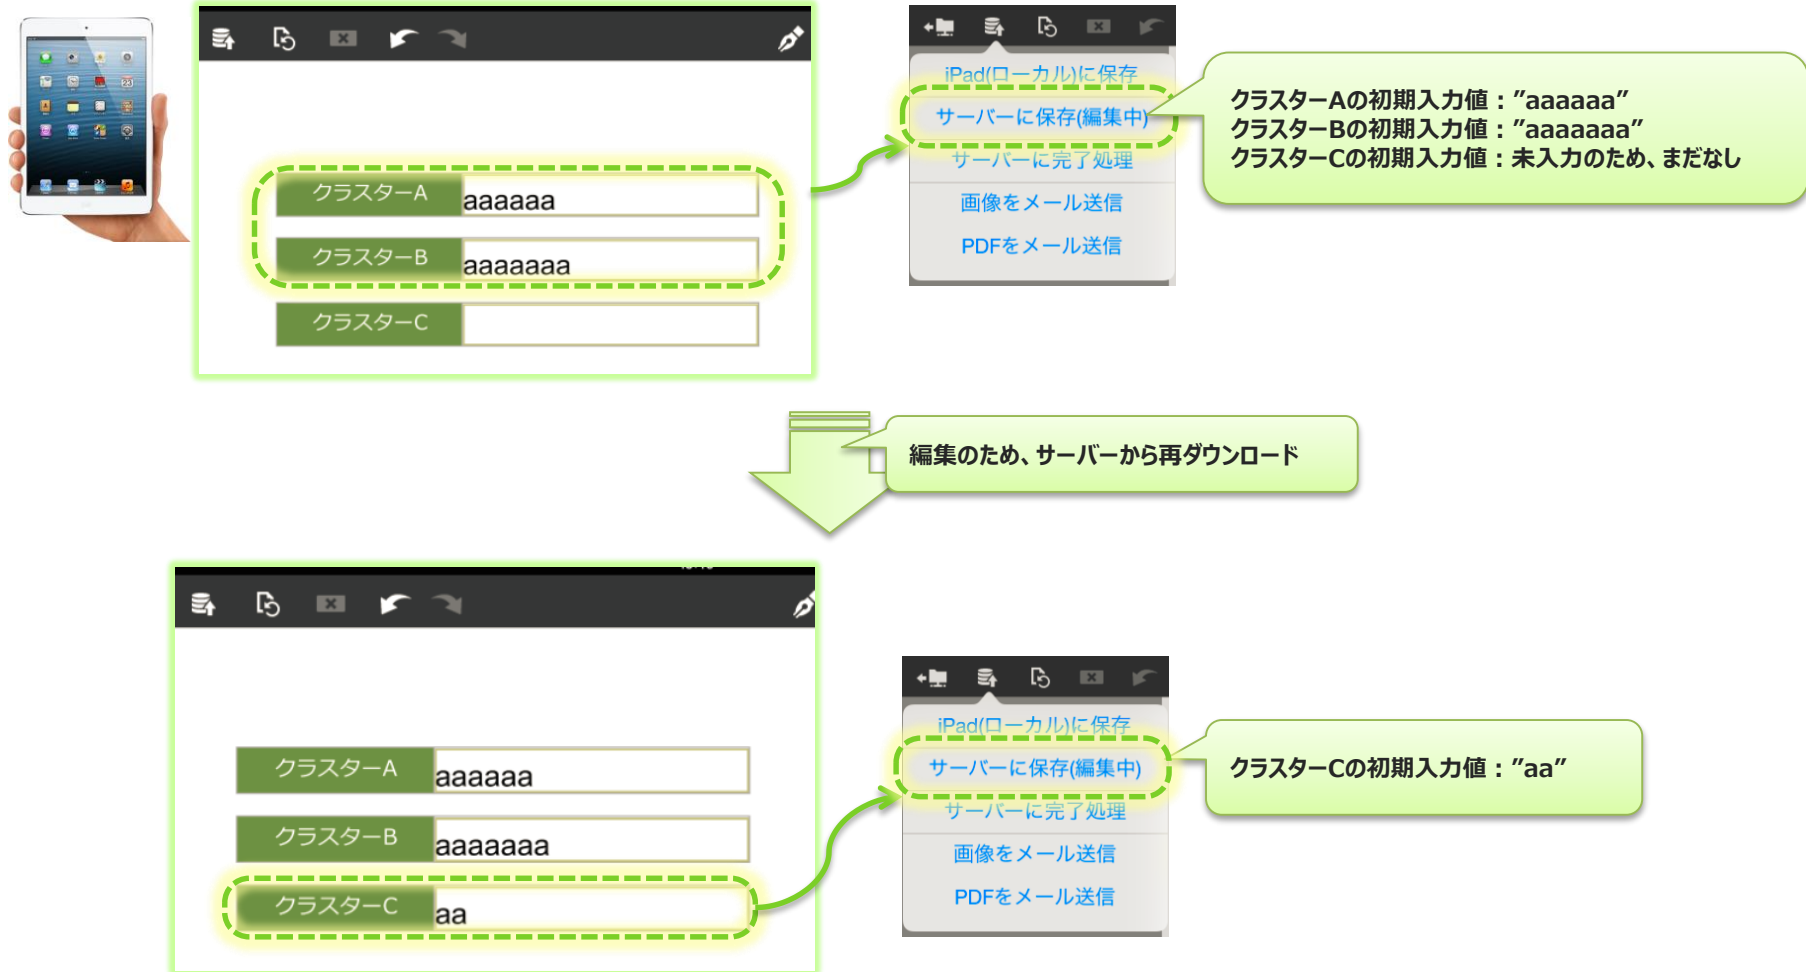 iPad(ローカル)に保存
サーバーに保存(編集中)
サーバーに完了処理
画像をメール送信
PDFをメール送信
クラスターAの初期入力値：”aaaaaa”
クラスターBの初期入力値：”aaaaaaa”
クラスターCの初期入力値：未入力のため、まだなし
クラスターA aaaaaa
クラスターB aaaaaaa
クラスターC
編集のため、サーバーから再ダウンロード
クラスターA aaaaaa
クラスターB aaaaaaa
クラスターC aa
iPad(ローカル)に保存
サーバーに保存(編集中)
サーバーに完了処理
画像をメール送信
PDFをメール送信
クラスターCの初期入力値：”aa”